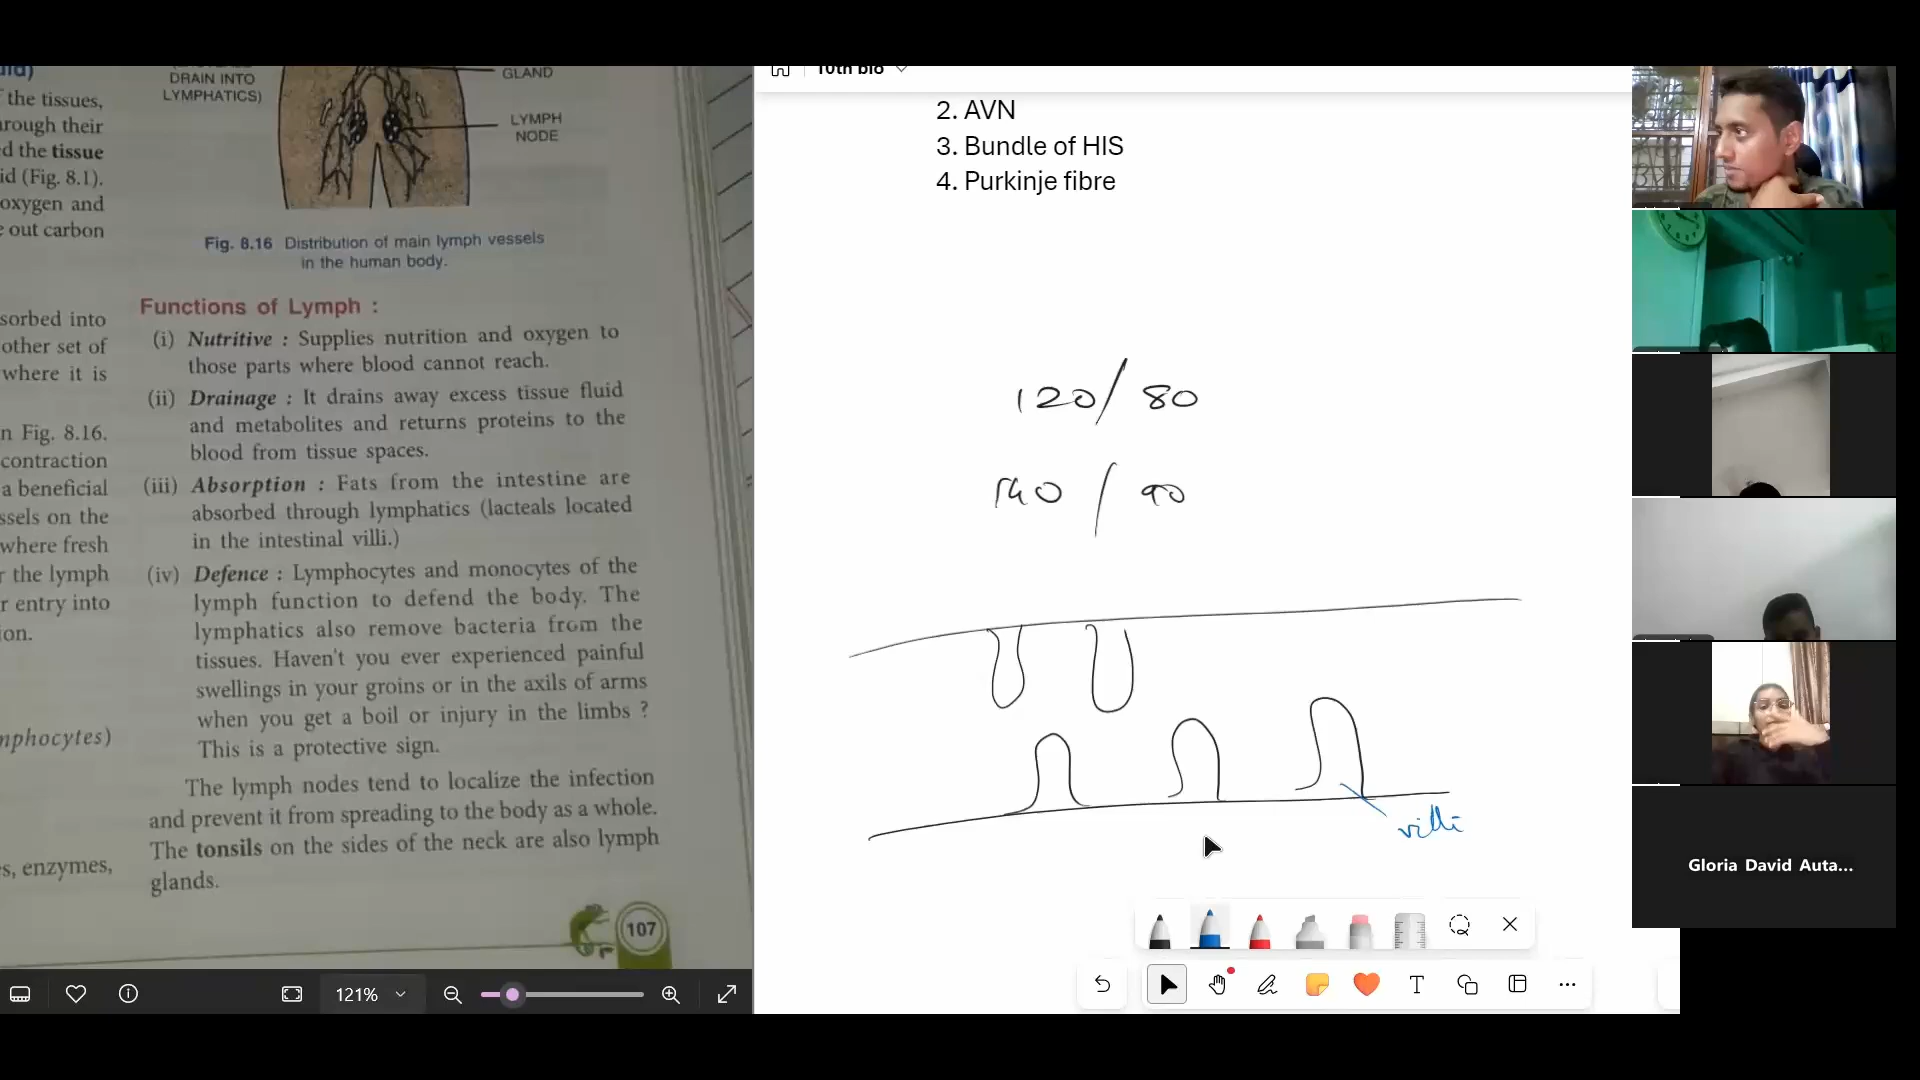 DRAIN INTO
LYMPHATICS)
GLAND
LYMPH
NODE
the tissues,
rough their
d the tissue
id (Fig. 8.1).
oxygen and
e out carbon
Fig. 8.16 Distribution of main lymph vessels
in the human body.
sorbed into
other set of
where it is
n Fig. 8.16.
contraction
a beneficial
ssels on the
where fresh
r the lymph
r entry into
ion.
mphocytes)
es, enzymes,
Functions of Lymph :
(i) Nutritive : Supplies nutrition and oxygen to
those parts where blood cannot reach.
(ii) Drainage : It drains away excess tissue fluid
and metabolites and returns proteins to the
blood from tissue spaces.
(iii) Absorption : Fats from the intestine are
absorbed through lymphatics (lacteals located
in the intestinal villi.)
(iv) Defence : Lymphocytes and monocytes of the
lymph function to defend the body. The
lymphatics also remove bacteria from the
tissues. Haven't you ever experienced painful
swellings in your groins or in the axils of arms
when you get a boil or injury in the limbs ?
This is a protective sign.
The lymph nodes tend to localize the infection
and prevent it from spreading to the body as a whole.
The tonsils on the sides of the neck are also lymph
glands.
107
121%
10th bio
2. AVN
3. Bundle of HIS
4. Purkinje fibre
120/80
140/90
villi
Gloria David Auta...